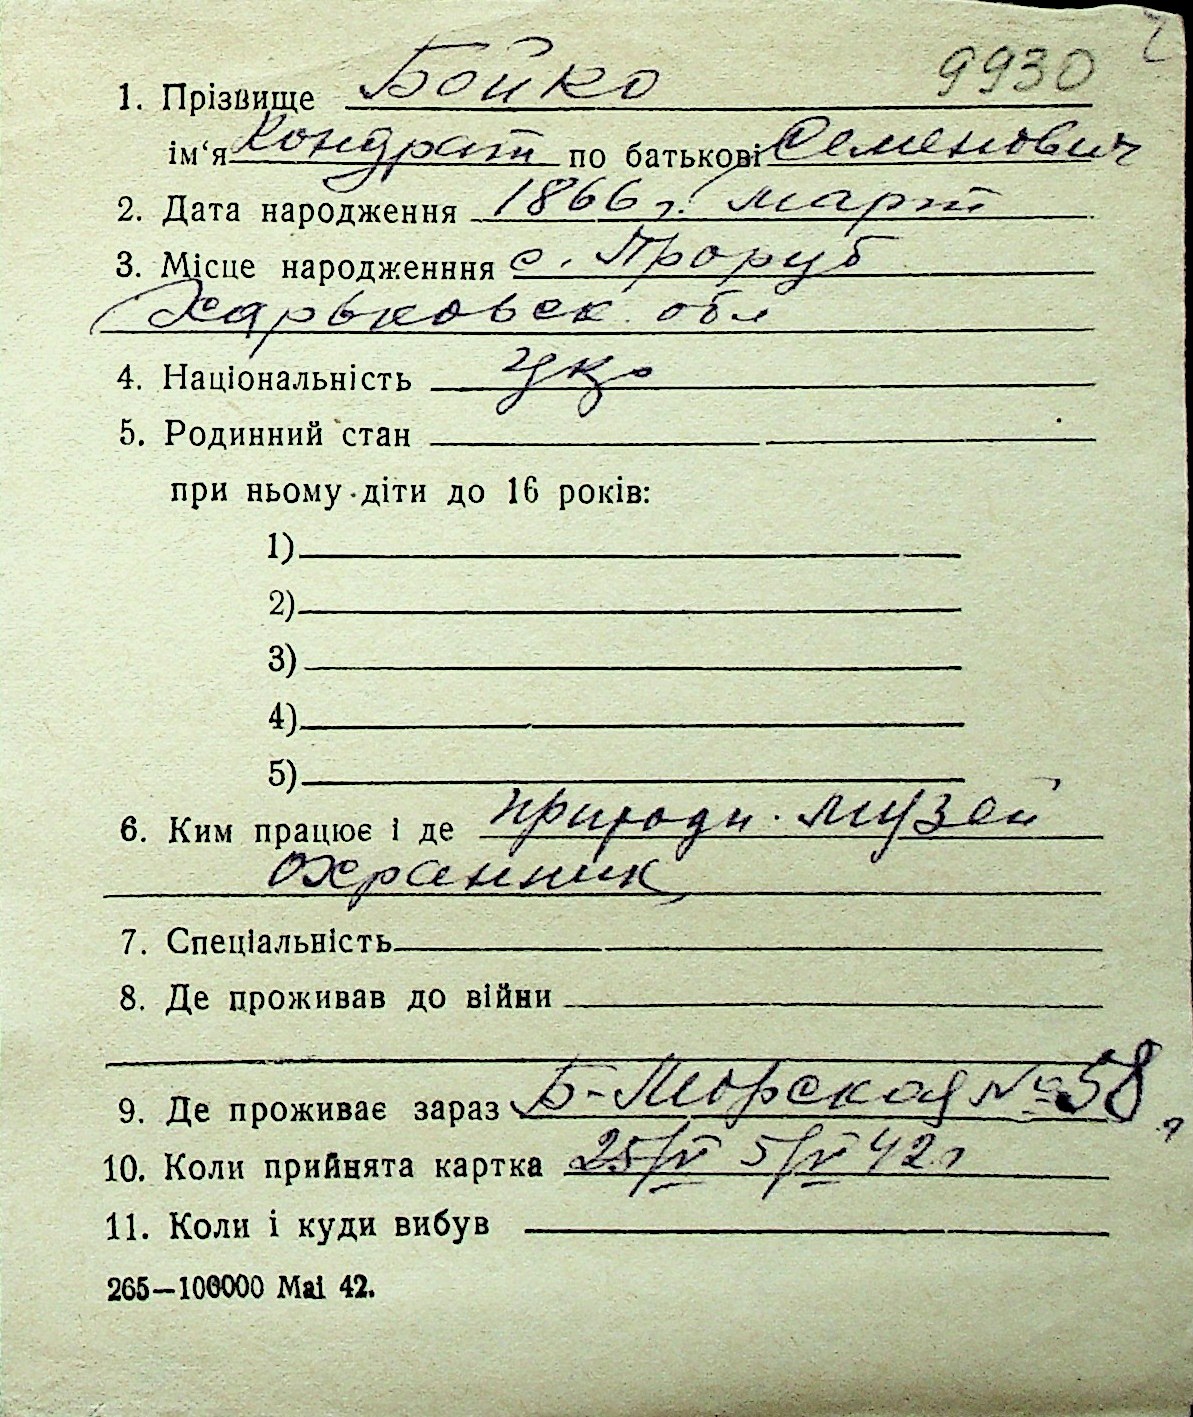 9930
1. Прізвище Бойко
ім‘я Кондрат по батькові Семенович
2. Дата народження 1866 г. март
3. Місце народженння с. Проруб
Харьковск. обл
4. Національність укр
5. Родинний стан
при ньому діти до 16 років:
1)
2)
3)
4)
5)
6. Ким працює і де природн. музей
охранник
7. Спеціальність
8. Де проживав до війни
9. Де проживає зараз Б-Морская № 58
10. Коли прийнята картка 42г
11. Коли і куди вибув
265—100000 Mai 42.